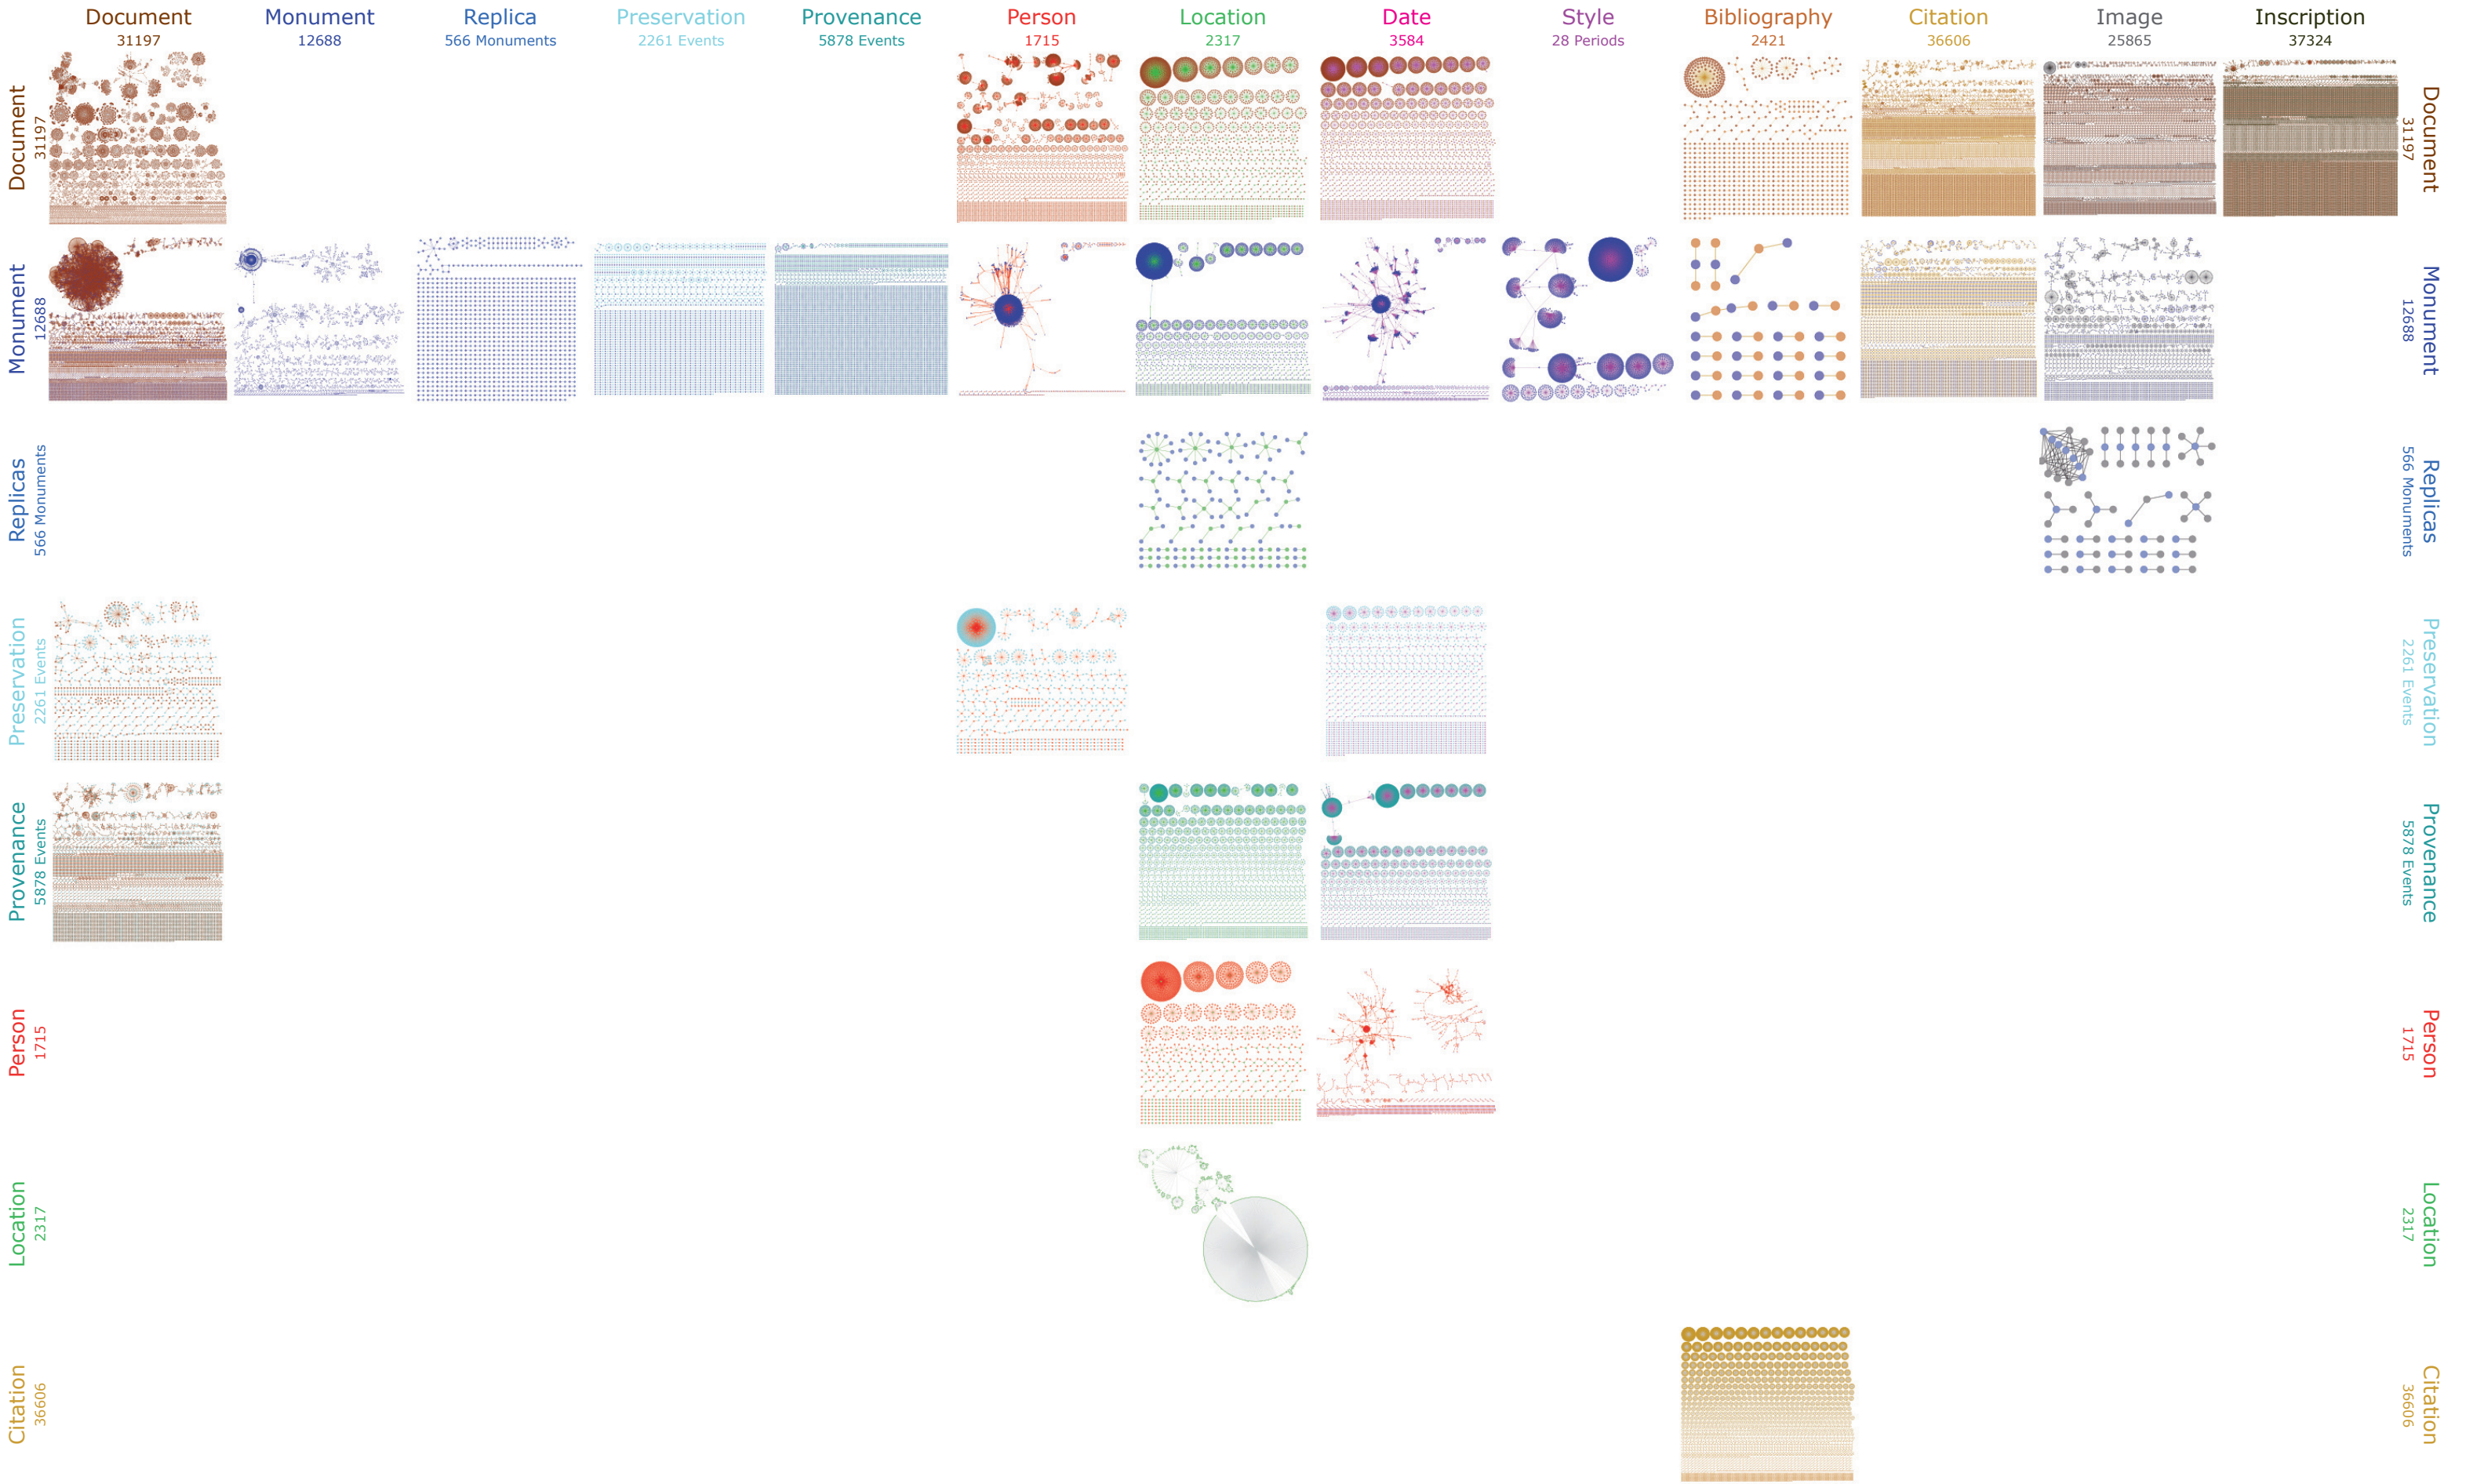 Document
31197
Monument
12688
Replica
566 Monuments
Preservation
2261 Events
Provenance
5878 Events
Person
1715
Location
2317
Date
3584
Style
28 Periods
Bibliography
2421
Citation
36606
Image
25865
Inscription
37324
Document
31197
Document
31197
Monument
12688
Monument
12688
Replicas
566 Monuments
Replicas
566 Monuments
Preservation
2261 Events
Preservation
2261 Events
Provenance
5878 Events
Provenance
5878 Events
Person
1715
Person
1715
Location
2317
Location
2317
Citation
36606
Citation
36606